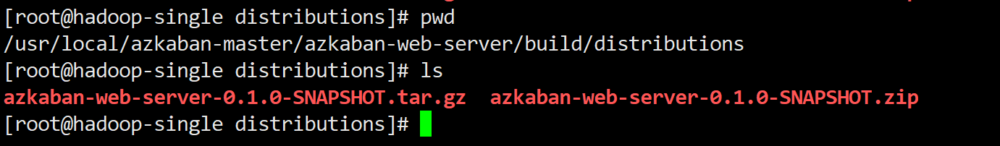 [root@hadoop-single distributions]# pwd
/usr/local/azkaban-master/azkaban-web-server/build/distributions
[root@hadoop-single distributions]# ls
azkaban-web-server-0.1.0-SNAPSHOT.tar.gz  azkaban-web-server-0.1.0-SNAPSHOT.zip
[root@hadoop-single distributions]#